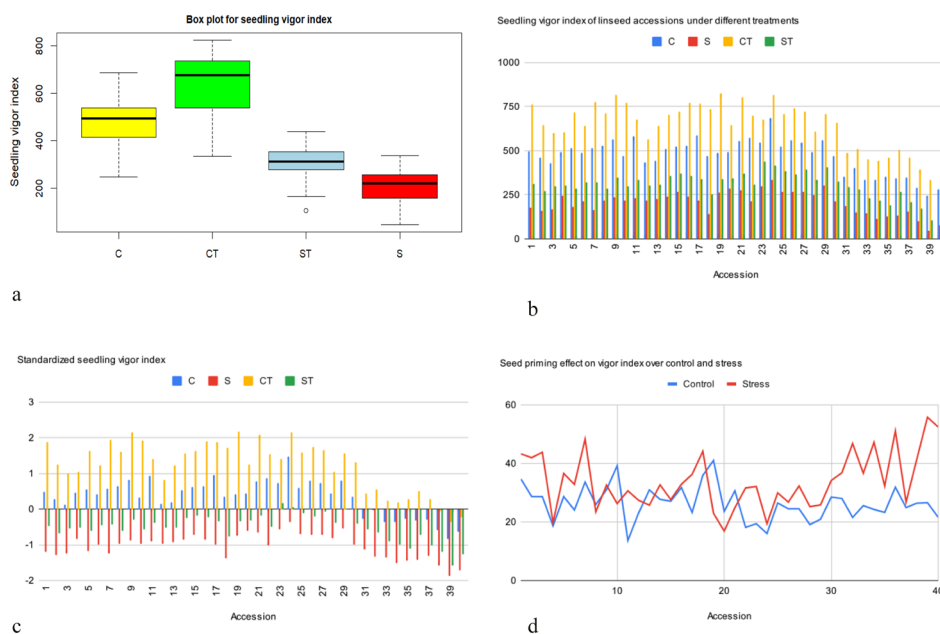 Box plot for seedling vigor index
Seedling vigor index
800
600
400
200
C CT ST S
a
Seedling vigor index of linseed accessions under different treatments
C S CT ST
1000
750
500
250
0
1 3 5 7 9 11 13 15 17 19 21 23 25 27 29 31 33 35 37 39
Accession
b
Standardized seedling vigor index
C S CT ST
3
2
1
0
-1
-2
1 3 5 7 9 11 13 15 17 19 21 23 25 27 29 31 33 35 37 39
Accession
c
Seed priming effect on vigor index over control and stress
Control Stress
60
40
20
0
10 20 30 40
Accession
d